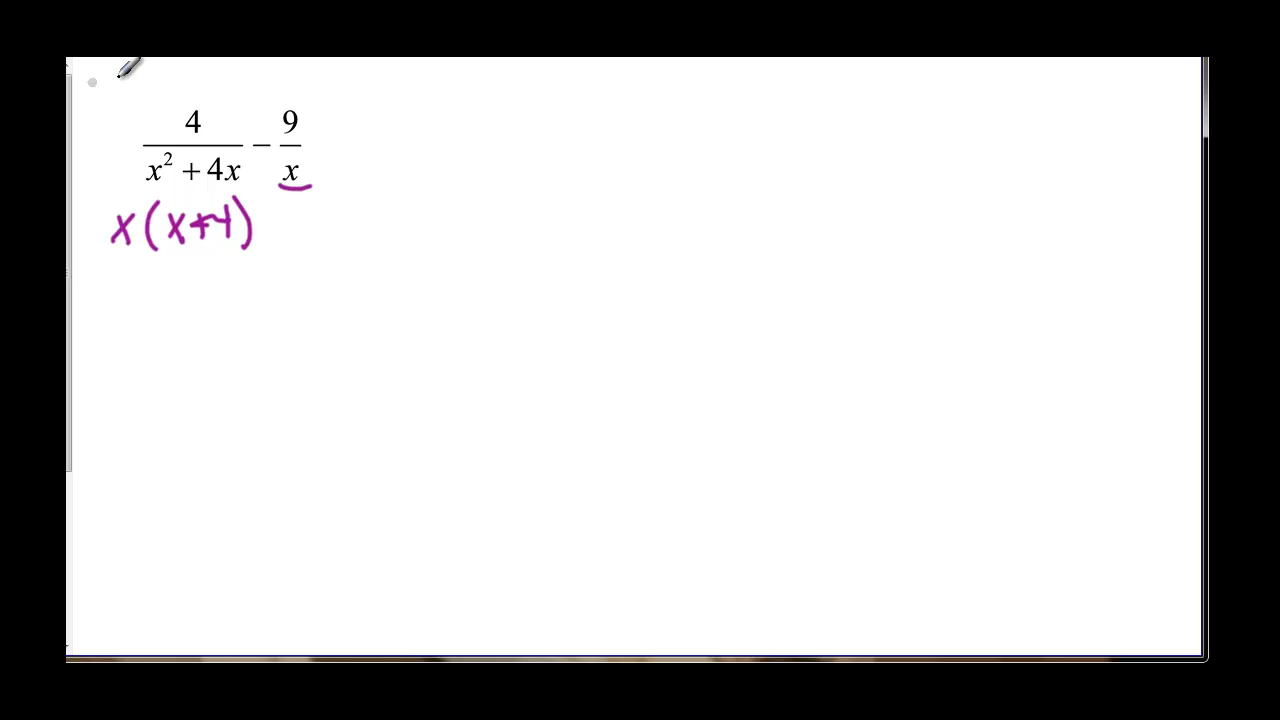 4/(x² + 4x) − 9/x
x(x+4)